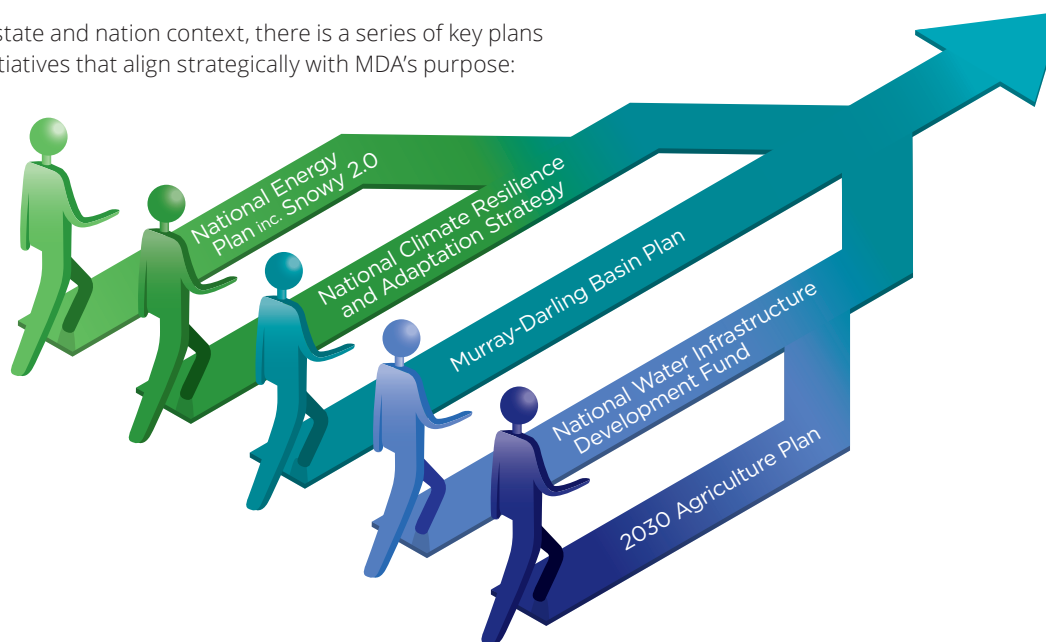 state and nation context, there is a series of key plans
tiatives that align strategically with MDA's purpose:
National Energy
Plan inc. Snowy 2.0
National Climate Resilience
and Adaptation Strategy
Murray-Darling Basin Plan
National Water Infrastructure
Development Fund
2030 Agriculture Plan